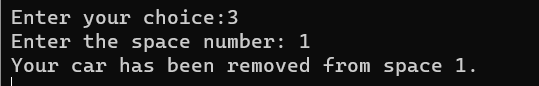 Enter your choice:3
Enter the space number: 1
Your car has been removed from space 1.